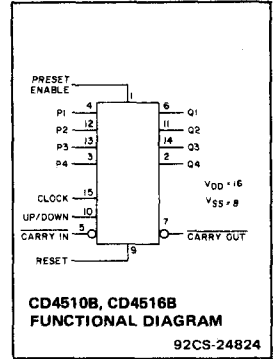 PRESET
ENABLE
1
P1 4 6 Q1
P2 12 11 Q2
P3 13 14 Q3
P4 3 2 Q4
CLOCK 15
VDD = 16
UP/DOWN 10
VSS = 8
CARRY IN 5 7 CARRY OUT
RESET 9
CD4510B, CD4516B
FUNCTIONAL DIAGRAM
92CS-24824